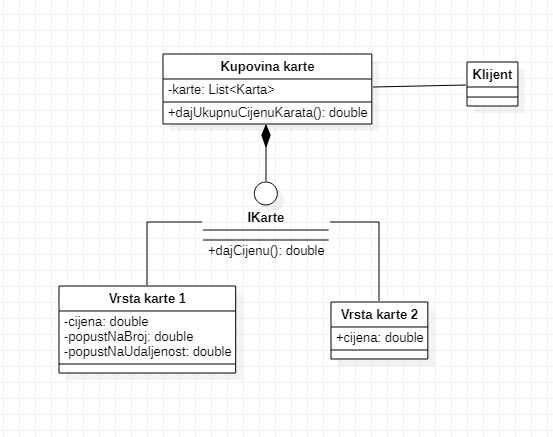 Kupovina karte
-karte: List<Karta>
+dajUkupnuCijenuKarata(): double
Klijent
IKarte
+dajCijenu(): double
Vrsta karte 1
-cijena: double
-popustNaBroj: double
-popustNaUdaljenost: double
Vrsta karte 2
+cijena: double